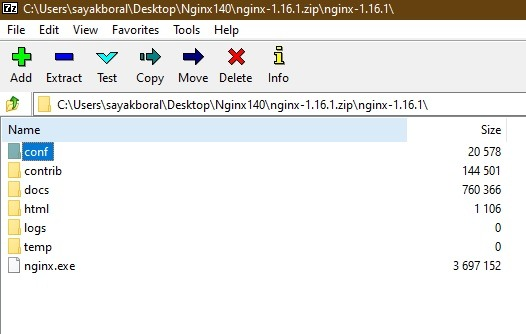 7z C:\Users\sayakboral\Desktop\Nginx140\nginx-1.16.1.zip\nginx-1.16.1\
File Edit View Favorites Tools Help
Add Extract Test Copy Move Delete Info
C:\Users\sayakboral\Desktop\Nginx140\nginx-1.16.1.zip\nginx-1.16.1\
Name Size
conf 20 578
contrib 144 501
docs 760 366
html 1 106
logs 0
temp 0
nginx.exe 3 697 152